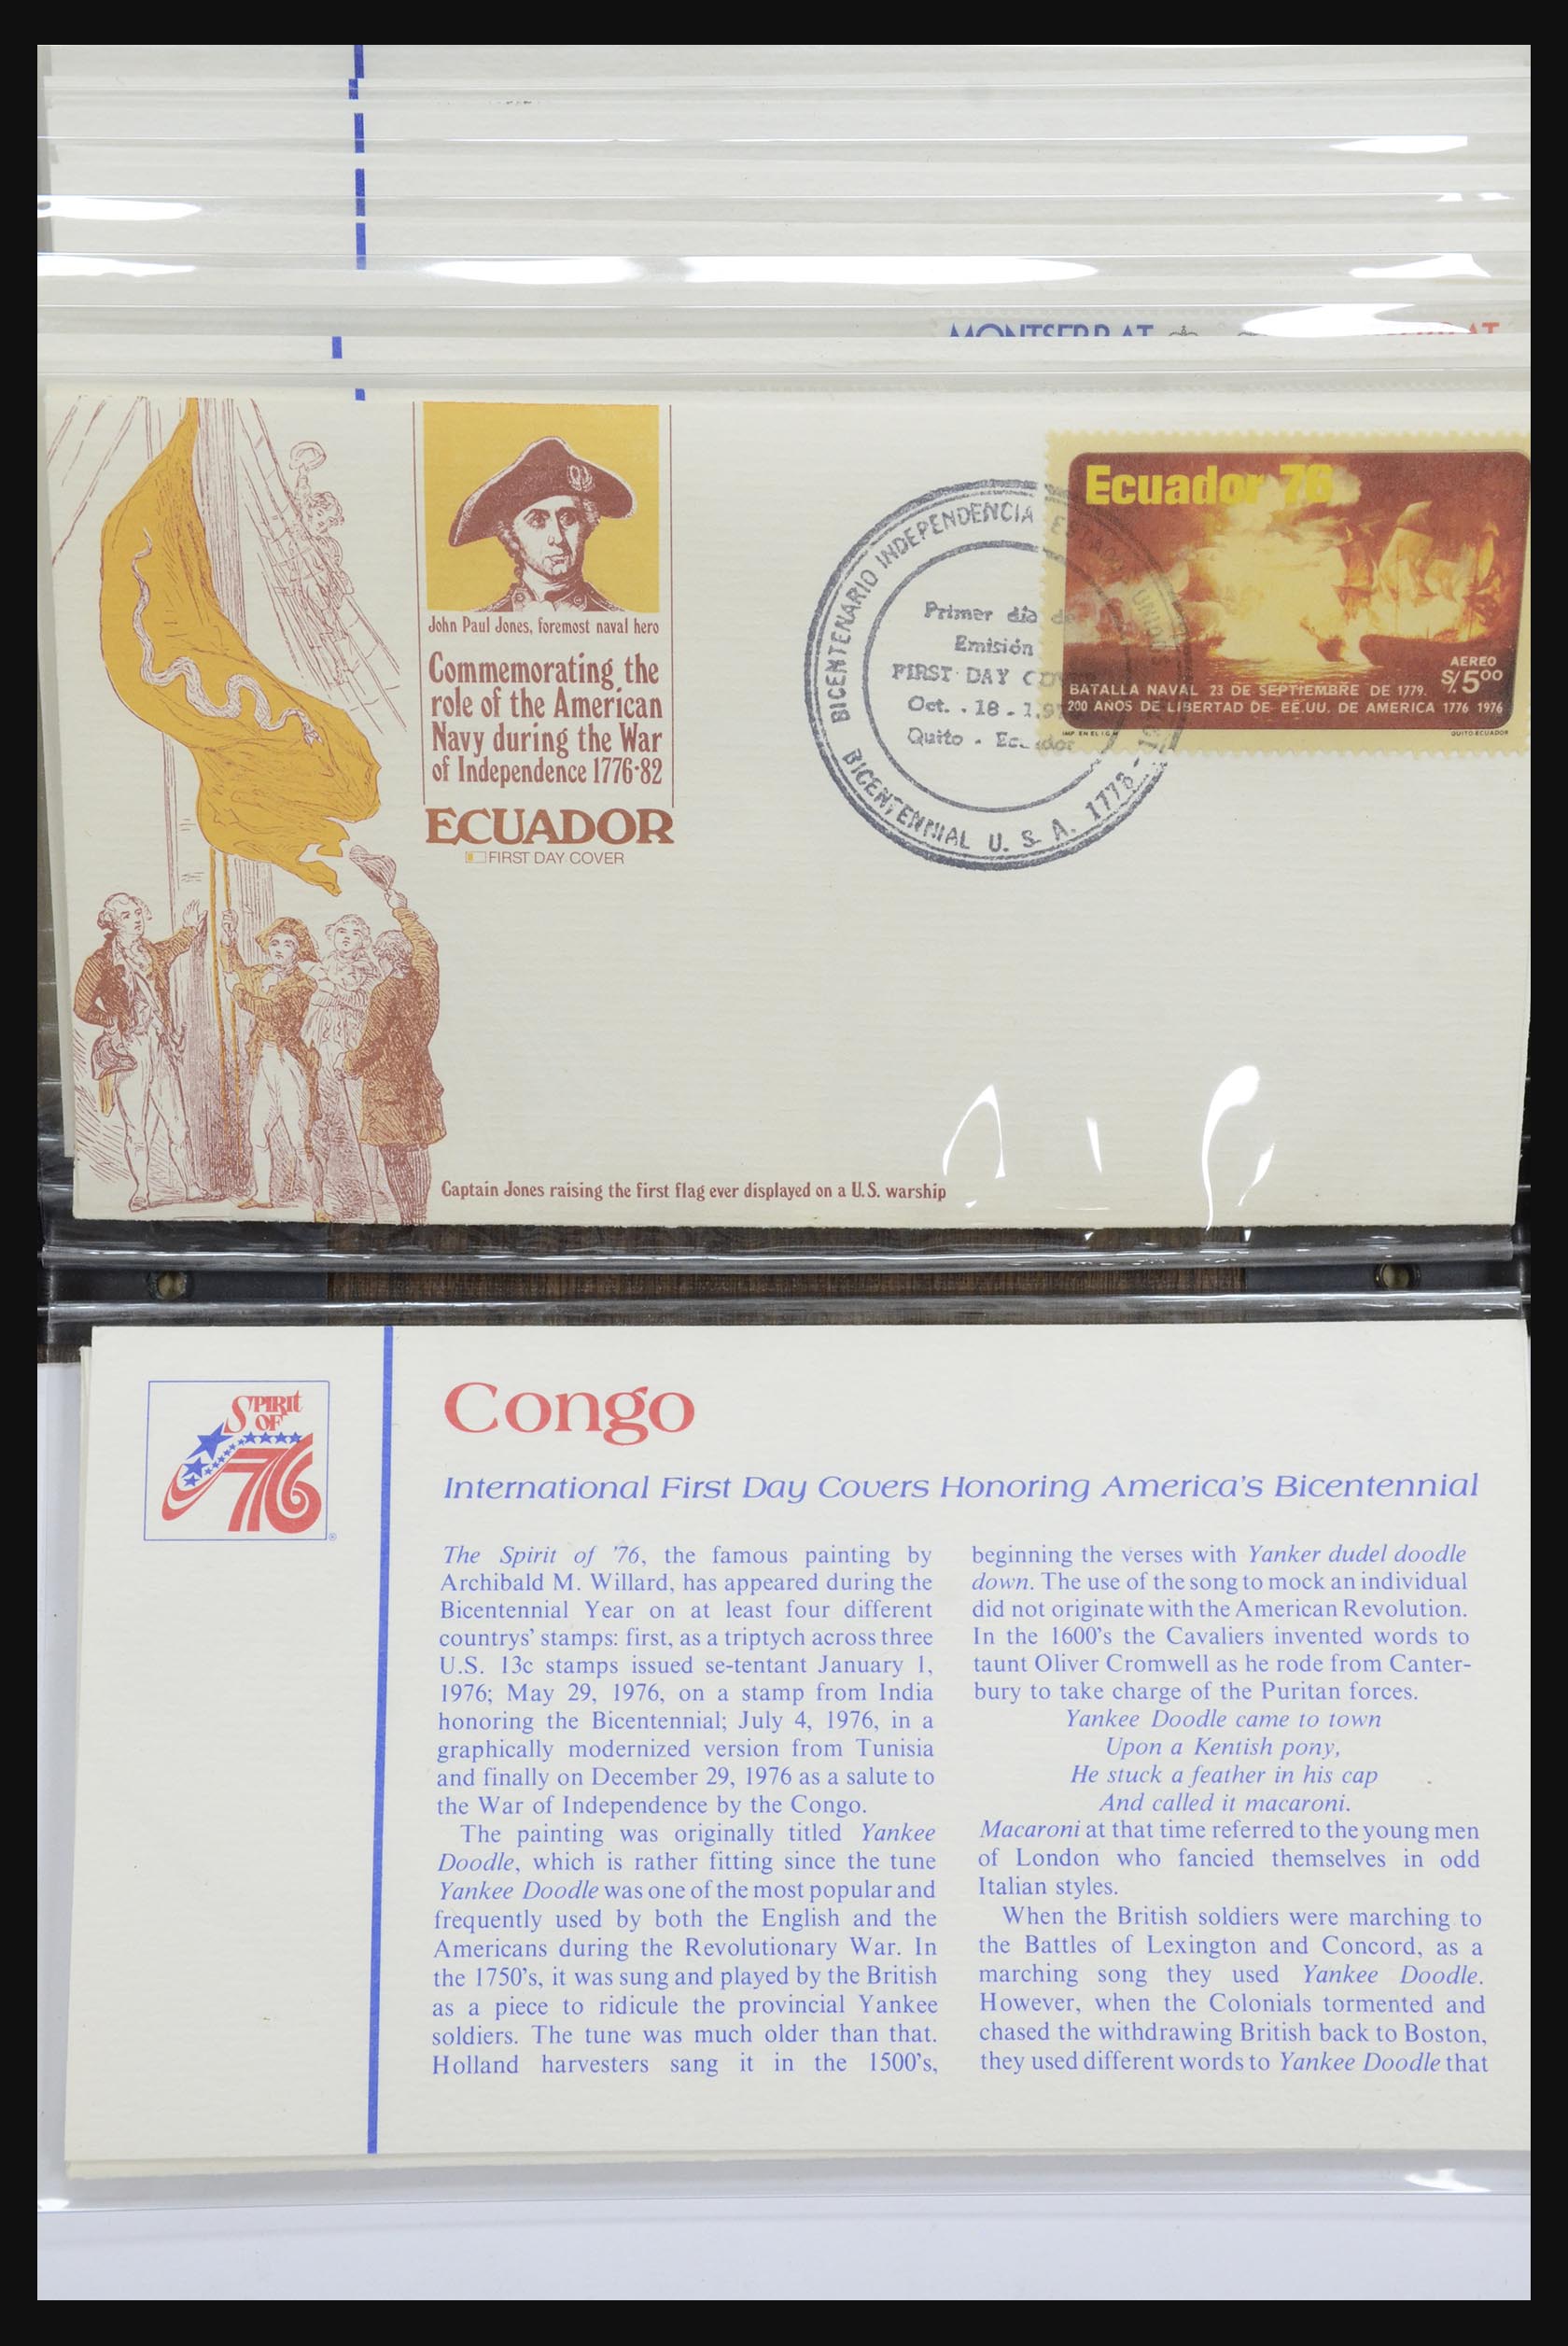 MONTSERRAT
John Paul Jones, foremost naval hero
Commemorating the
role of the American
Navy during the War
of Independence 1776-82
ECUADOR
FIRST DAY COVER
BICENTENARIO INDEPENDENCIA ESTADOS UNIDOS
Primer día de
Emisión
FIRST DAY COVER
Oct. - 18 - 1.97
Quito - Ecuador
BICENTENNIAL U. S. A. 1776 -
Ecuador 76
AEREO
S/. 500
BATALLA NAVAL 23 DE SEPTIEMBRE DE 1779.
200 AÑOS DE LIBERTAD DE EE.UU. DE AMERICA 1776 1976
IMP. EN EL I.G.M. QUITO-ECUADOR
Captain Jones raising the first flag ever displayed on a U.S. warship
SPIRIT
OF
'76
®
Congo
International First Day Covers Honoring America's Bicentennial
The Spirit of '76, the famous painting by
Archibald M. Willard, has appeared during the
Bicentennial Year on at least four different
countrys' stamps: first, as a triptych across three
U.S. 13c stamps issued se-tentant January 1,
1976; May 29, 1976, on a stamp from India
honoring the Bicentennial; July 4, 1976, in a
graphically modernized version from Tunisia
and finally on December 29, 1976 as a salute to
the War of Independence by the Congo.
The painting was originally titled Yankee
Doodle, which is rather fitting since the tune
Yankee Doodle was one of the most popular and
frequently used by both the English and the
Americans during the Revolutionary War. In
the 1750's, it was sung and played by the British
as a piece to ridicule the provincial Yankee
soldiers. The tune was much older than that.
Holland harvesters sang it in the 1500's,
beginning the verses with Yanker dudel doodle
down. The use of the song to mock an individual
did not originate with the American Revolution.
In the 1600's the Cavaliers invented words to
taunt Oliver Cromwell as he rode from Canter-
bury to take charge of the Puritan forces.
Yankee Doodle came to town
Upon a Kentish pony,
He stuck a feather in his cap
And called it macaroni.
Macaroni at that time referred to the young men
of London who fancied themselves in odd
Italian styles.
When the British soldiers were marching to
the Battles of Lexington and Concord, as a
marching song they used Yankee Doodle.
However, when the Colonials tormented and
chased the withdrawing British back to Boston,
they used different words to Yankee Doodle that